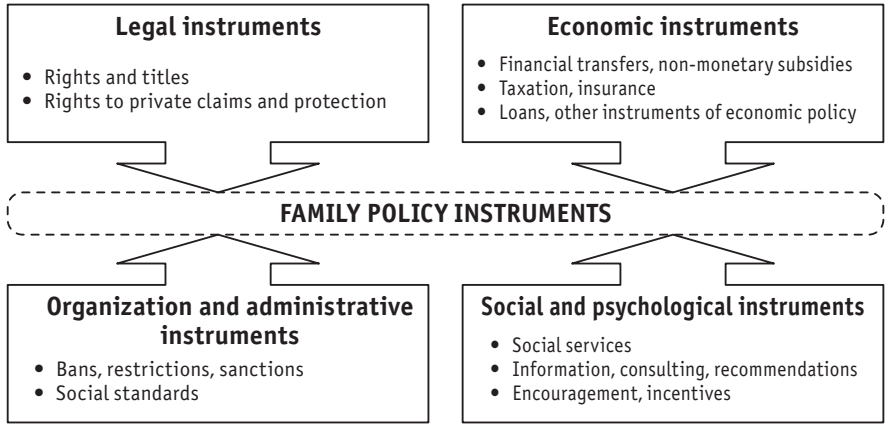 Legal instruments
• Rights and titles
• Rights to private claims and protection
Economic instruments
• Financial transfers, non-monetary subsidies
• Taxation, insurance
• Loans, other instruments of economic policy
FAMILY POLICY INSTRUMENTS
Organization and administrative
instruments
• Bans, restrictions, sanctions
• Social standards
Social and psychological instruments
• Social services
• Information, consulting, recommendations
• Encouragement, incentives